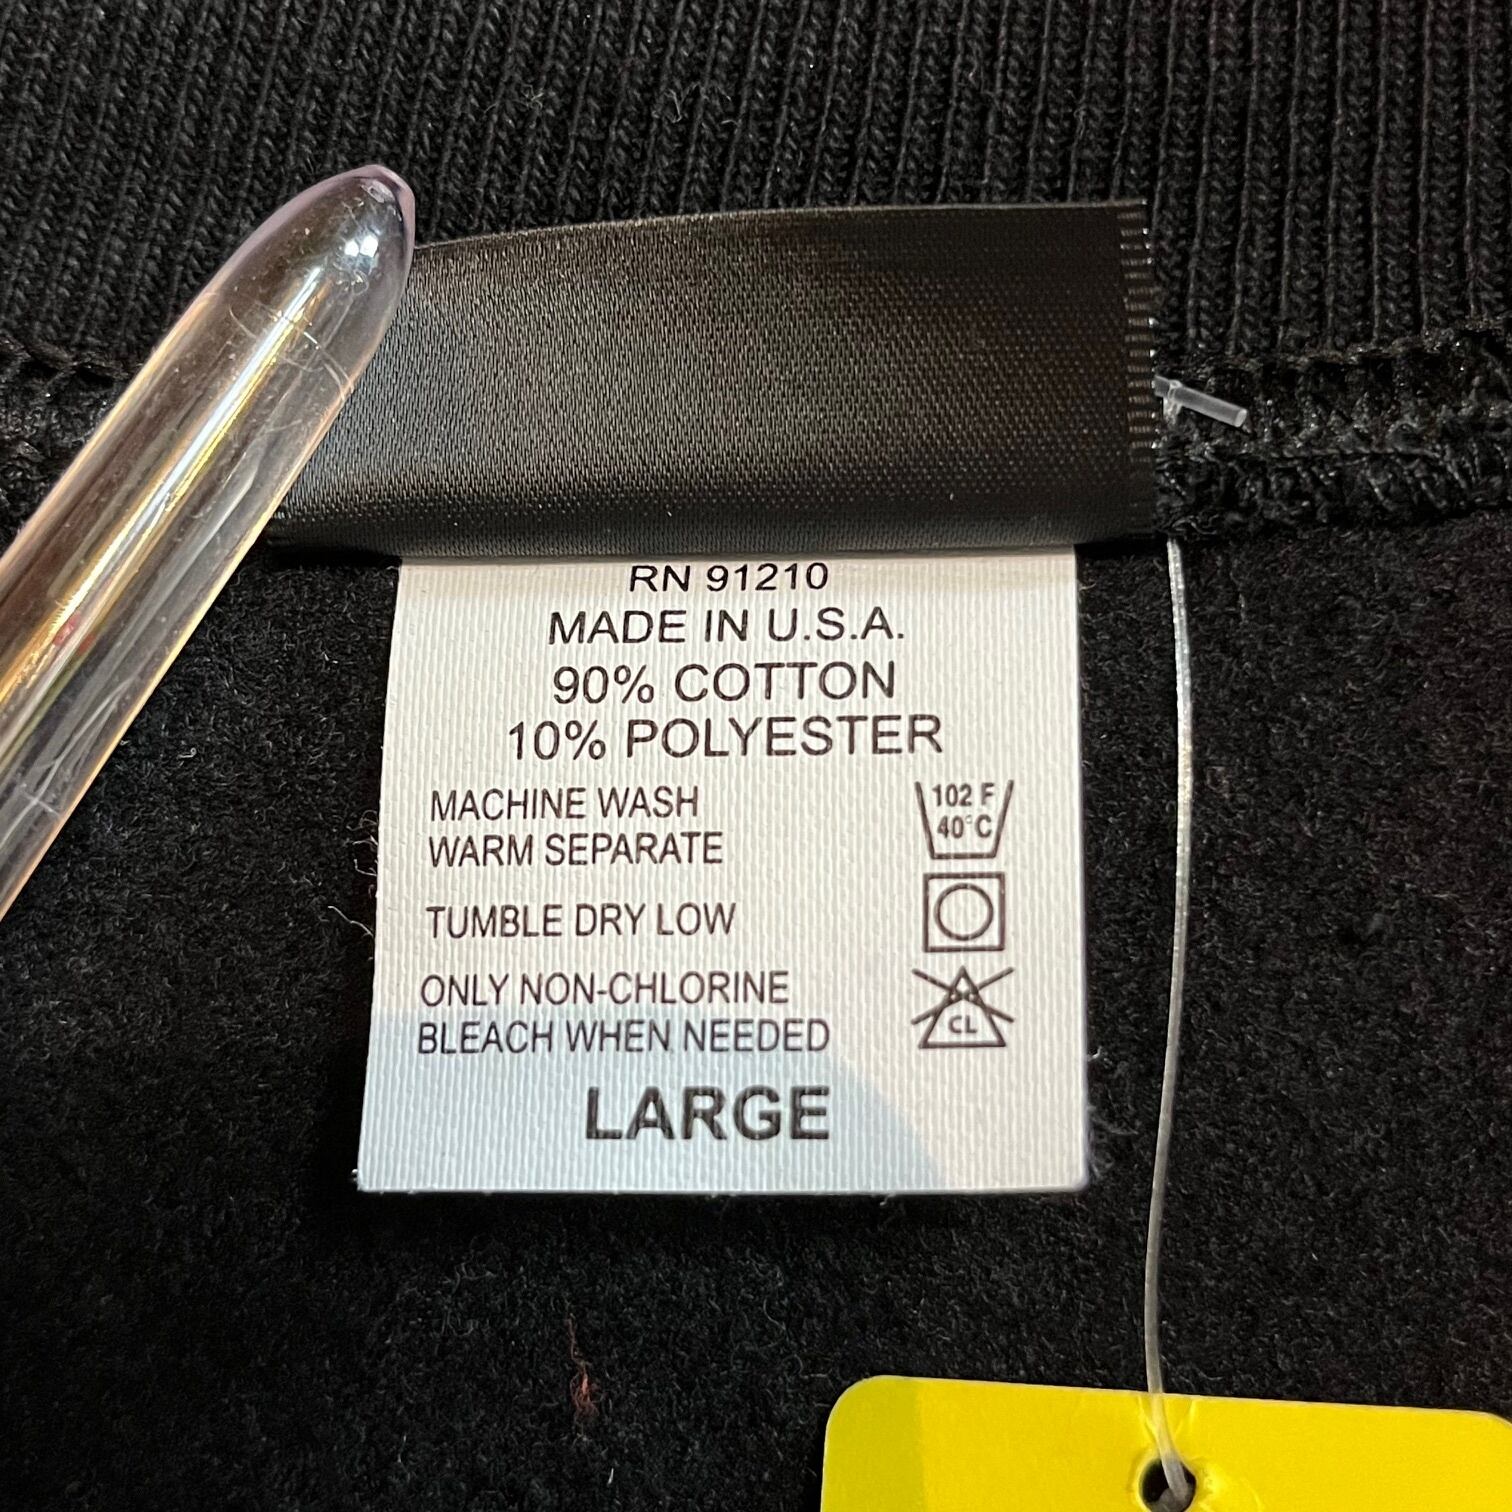 RN 91210
MADE IN U.S.A.
90% COTTON
10% POLYESTER
MACHINE WASH
WARM SEPARATE
102 F
40°C
TUMBLE DRY LOW
ONLY NON-CHLORINE
BLEACH WHEN NEEDED
CL
LARGE